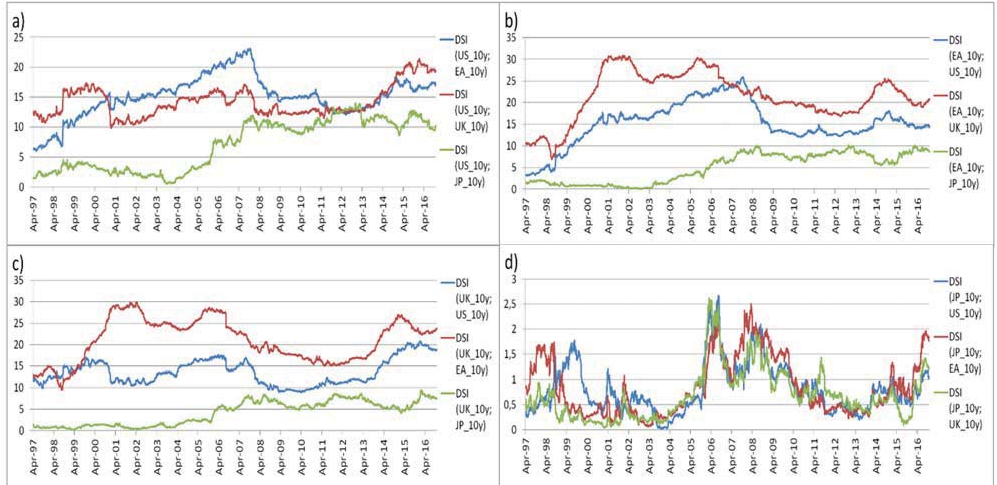 a)
25
20
15
10
5
0
Apr-97
Apr-98
Apr-99
Apr-00
Apr-01
Apr-02
Apr-03
Apr-04
Apr-05
Apr-06
Apr-07
Apr-08
Apr-09
Apr-10
Apr-11
Apr-12
Apr-13
Apr-14
Apr-15
Apr-16
DSI
(US_10y;
EA_10y)
DSI
(US_10y;
UK_10y)
DSI
(US_10y;
JP_10y)
b)
35
30
25
20
15
10
5
0
Apr-97
Apr-98
Apr-99
Apr-00
Apr-01
Apr-02
Apr-03
Apr-04
Apr-05
Apr-06
Apr-07
Apr-08
Apr-09
Apr-10
Apr-11
Apr-12
Apr-13
Apr-14
Apr-15
Apr-16
DSI
(EA_10y;
US_10y)
DSI
(EA_10y;
UK_10y)
DSI
(EA_10y;
JP_10y)
c)
35
30
25
20
15
10
5
0
Apr-97
Apr-98
Apr-99
Apr-00
Apr-01
Apr-02
Apr-03
Apr-04
Apr-05
Apr-06
Apr-07
Apr-08
Apr-09
Apr-10
Apr-11
Apr-12
Apr-13
Apr-14
Apr-15
Apr-16
DSI
(UK_10y;
US_10y)
DSI
(UK_10y;
EA_10y)
DSI
(UK_10y;
JP_10y)
d)
3
2,5
2
1,5
1
0,5
0
Apr-97
Apr-98
Apr-99
Apr-00
Apr-01
Apr-02
Apr-03
Apr-04
Apr-05
Apr-06
Apr-07
Apr-08
Apr-09
Apr-10
Apr-11
Apr-12
Apr-13
Apr-14
Apr-15
Apr-16
DSI
(JP_10y;
US_10y)
DSI
(JP_10y;
EA_10y)
DSI
(JP_10y;
UK_10y)